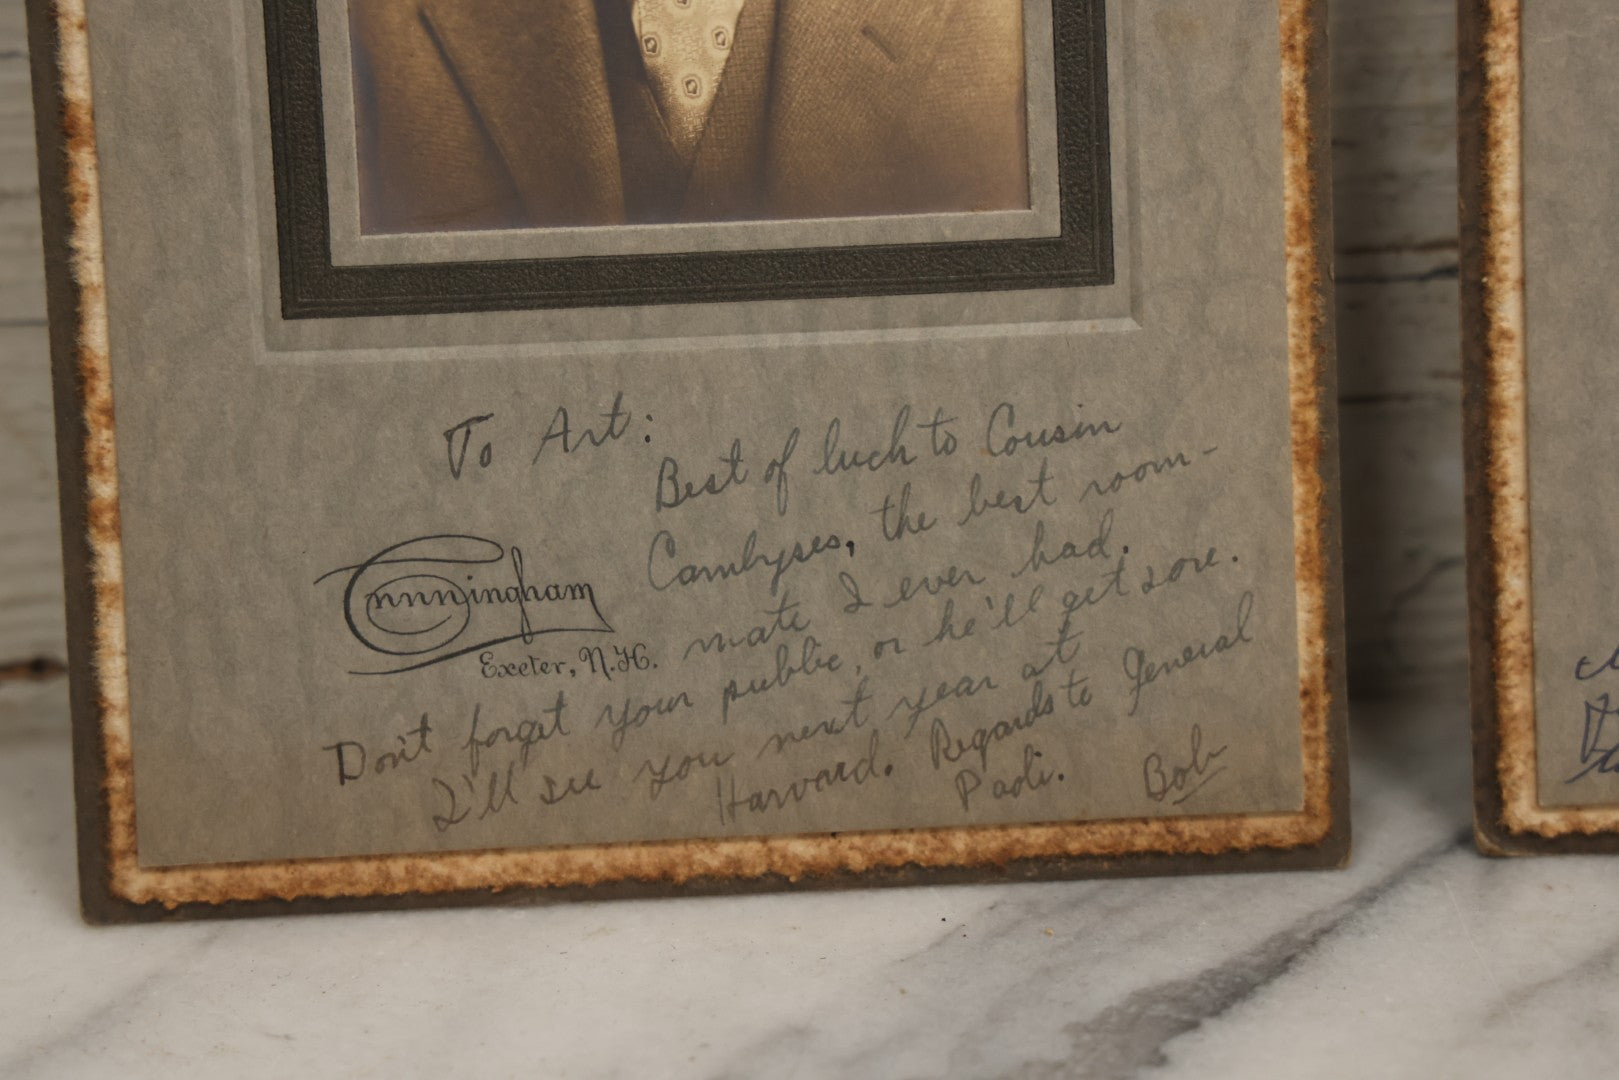 To Art:
Best of luck to Cousin
Cambyses, the best room-
mate I ever had.
Don't forget your public, or he'll get sore.
I'll see you next year at
Harvard. Regards to General
Paoli. Bob
Cunningham
Exeter, N.H.